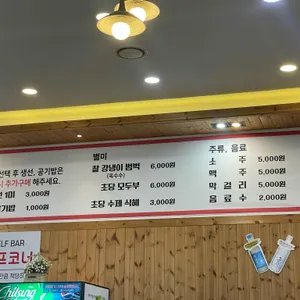 선택 후 생선, 공기밥은
추가구매 해주세요.
1미 3,000원
기밥 1,000원
별미
찰 강냉이 범벅 6,000원
(옥수수)
초당 모두부 6,000원
초당 수제 식혜 3,000원
주류, 음료
소 주 5,000원
맥 주 5,000원
막 걸 리 5,000원
음 료 수 2,000원
ELF BAR
프코너
Chilsung